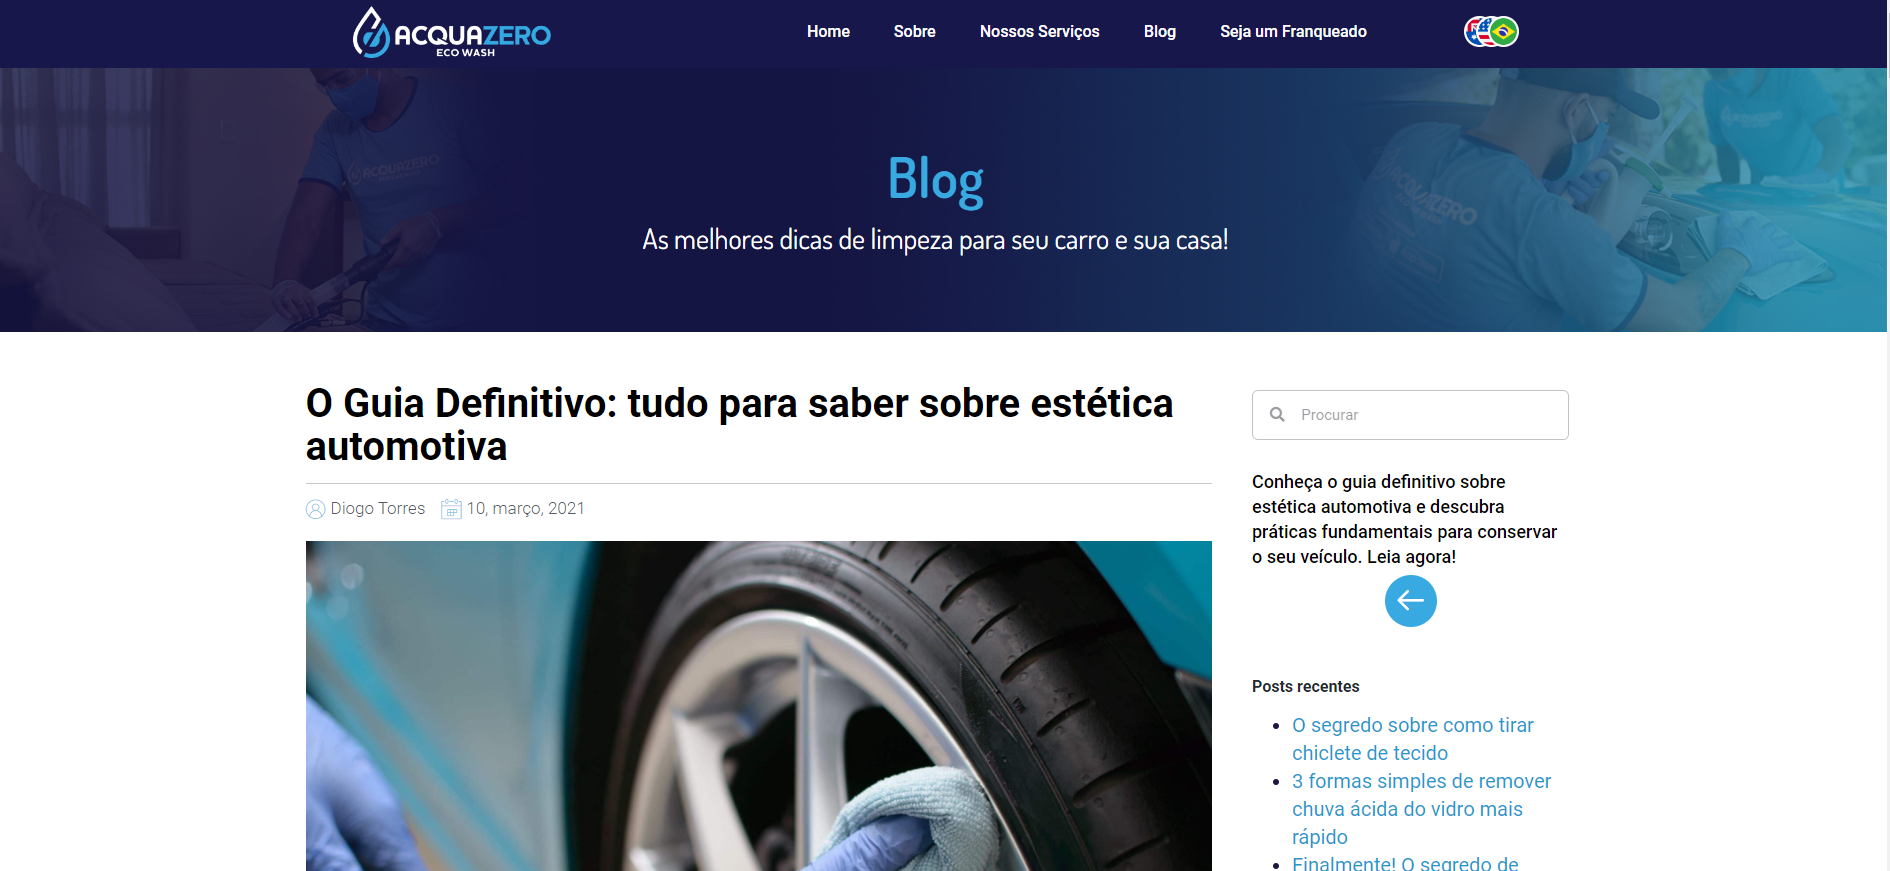 ACQUAZERO
ECO WASH
Home Sobre Nossos Serviços Blog Seja um Franqueado
ACQUAZERO
ACQUAZERO
Blog
As melhores dicas de limpeza para seu carro e sua casa!
O Guia Definitivo: tudo para saber sobre estética
automotiva
Diogo Torres 10, março, 2021
Procurar
Conheça o guia definitivo sobre
estética automotiva e descubra
práticas fundamentais para conservar
o seu veículo. Leia agora!
Posts recentes
O segredo sobre como tirar
chiclete de tecido
3 formas simples de remover
chuva ácida do vidro mais
rápido
Finalmente! O segredo de